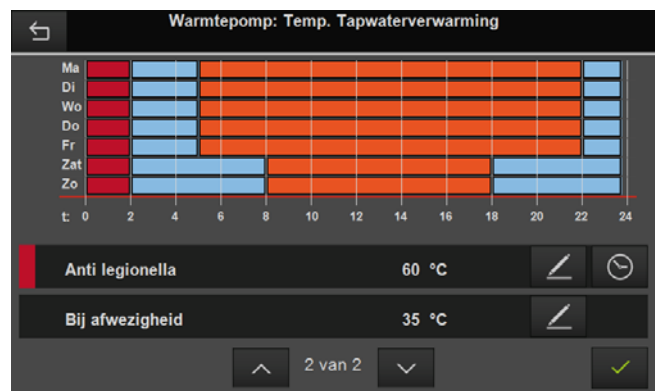 Warmtepomp: Temp. Tapwaterverwarming
Ma
Di
Wo
Do
Fr
Zat
Zo
t: 0 2 4 6 8 10 12 14 16 18 20 22 24
Anti legionella 60 °C
Bij afwezigheid 35 °C
2 van 2